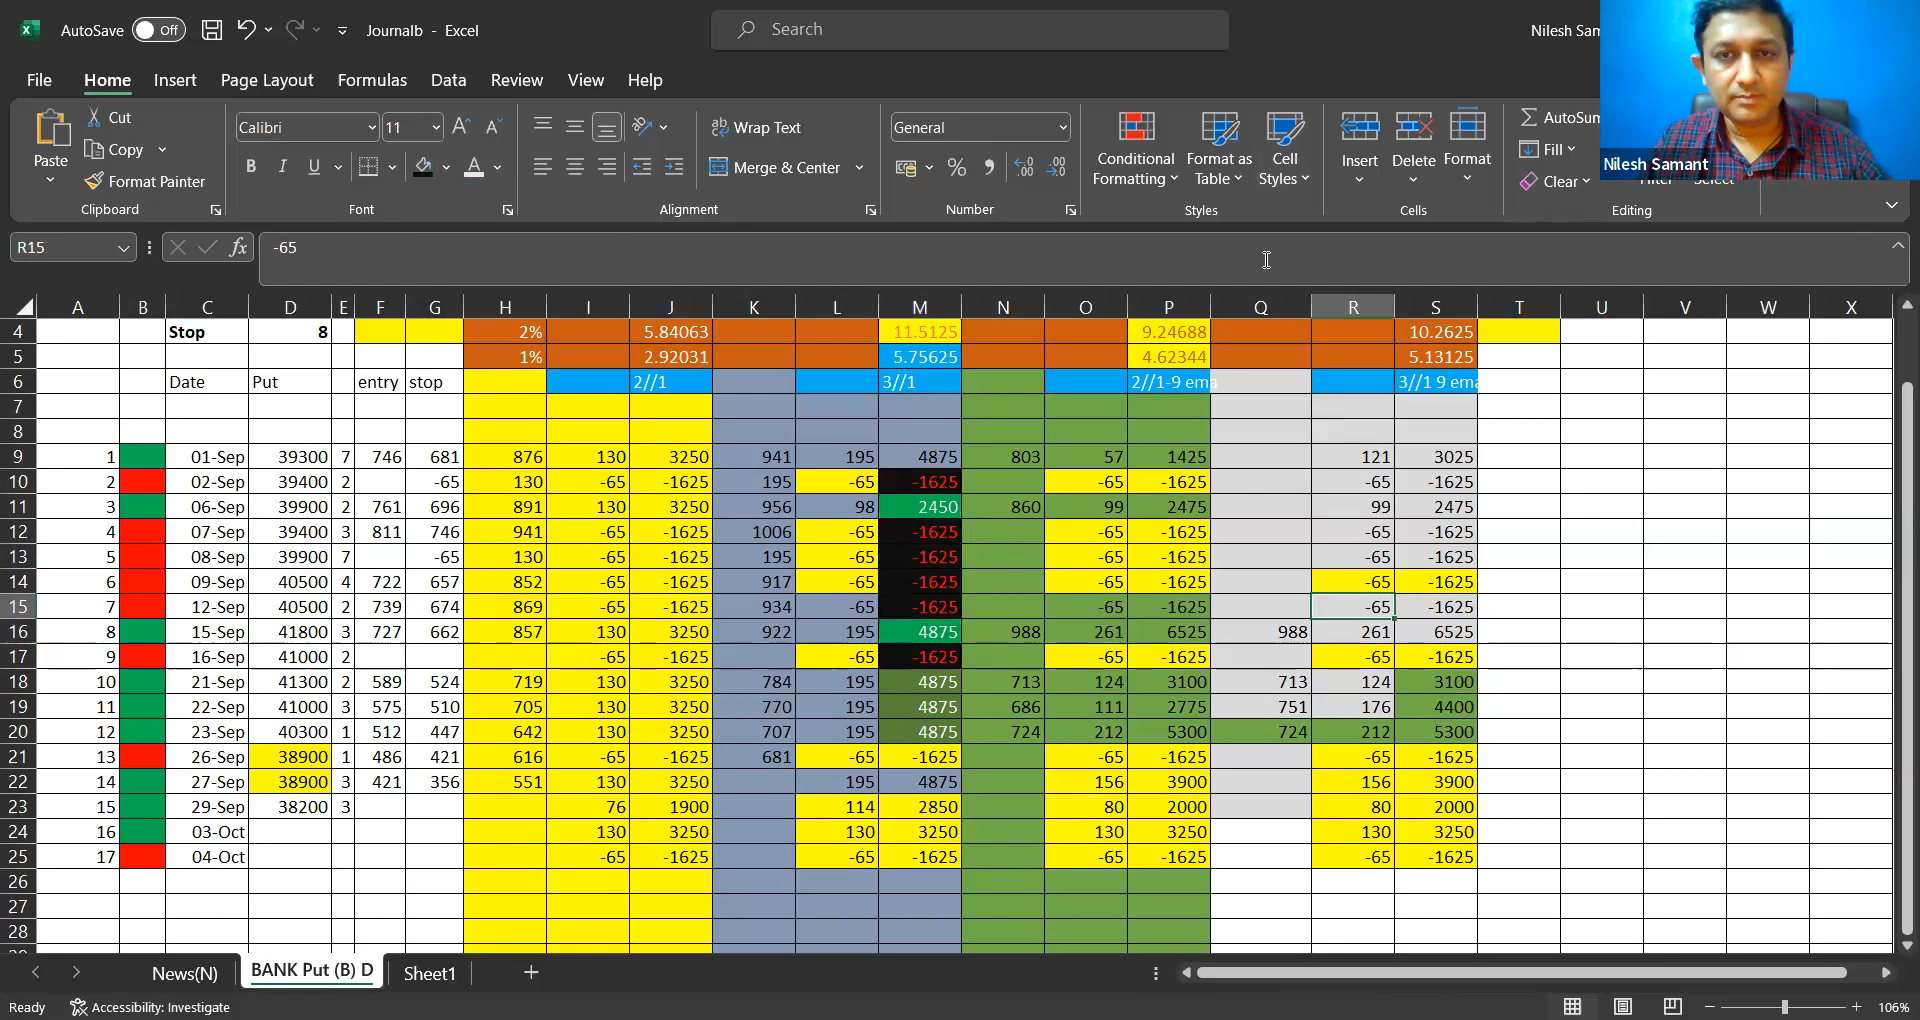 AutoSave Off Journalb - Excel Search Nilesh Sam
File Home Insert Page Layout Formulas Data Review View Help
Paste Cut Copy Format Painter Clipboard
Calibri 11 B I U Font
Wrap Text Merge & Center Alignment
General Number
Conditional Formatting Format as Table Cell Styles Styles
Insert Delete Format Cells
AutoSum Fill Clear Editing
Nilesh Samant
R15 fx -65
A B C D E F G H I J K L M N O P Q R S T U V W X
4 Stop 8 2% 5.84063 11.5125 9.24688 10.2625
5 1% 2.92031 5.75625 4.62344 5.13125
6 Date Put entry stop 2//1 3//1 2//1-9 ema 3//1 9 ema
7
8
9 1 01-Sep 39300 7 746 681 876 130 3250 941 195 4875 803 57 1425 121 3025
10 2 02-Sep 39400 2 -65 130 -65 -1625 195 -65 -1625 -65 -1625 -65 -1625
11 3 06-Sep 39900 2 761 696 891 130 3250 956 98 2450 860 99 2475 99 2475
12 4 07-Sep 39400 3 811 746 941 -65 -1625 1006 -65 -1625 -65 -1625 -65 -1625
13 5 08-Sep 39900 7 -65 130 -65 -1625 195 -65 -1625 -65 -1625 -65 -1625
14 6 09-Sep 40500 4 722 657 852 -65 -1625 917 -65 -1625 -65 -1625 -65 -1625
15 7 12-Sep 40500 2 739 674 869 -65 -1625 934 -65 -1625 -65 -1625 -65 -1625
16 8 15-Sep 41800 3 727 662 857 130 3250 922 195 4875 988 261 6525 988 261 6525
17 9 16-Sep 41000 2 -65 -1625 -65 -1625 -65 -1625 -65 -1625
18 10 21-Sep 41300 2 589 524 719 130 3250 784 195 4875 713 124 3100 713 124 3100
19 11 22-Sep 41000 3 575 510 705 130 3250 770 195 4875 686 111 2775 751 176 4400
20 12 23-Sep 40300 1 512 447 642 130 3250 707 195 4875 724 212 5300 724 212 5300
21 13 26-Sep 38900 1 486 421 616 -65 -1625 681 -65 -1625 -65 -1625 -65 -1625
22 14 27-Sep 38900 3 421 356 551 130 3250 195 4875 156 3900 156 3900
23 15 29-Sep 38200 3 76 1900 114 2850 80 2000 80 2000
24 16 03-Oct 130 3250 130 3250 130 3250 130 3250
25 17 04-Oct -65 -1625 -65 -1625 -65 -1625 -65 -1625
26
27
28
News(N) BANK Put (B) D Sheet1
Ready Accessibility: Investigate 106%